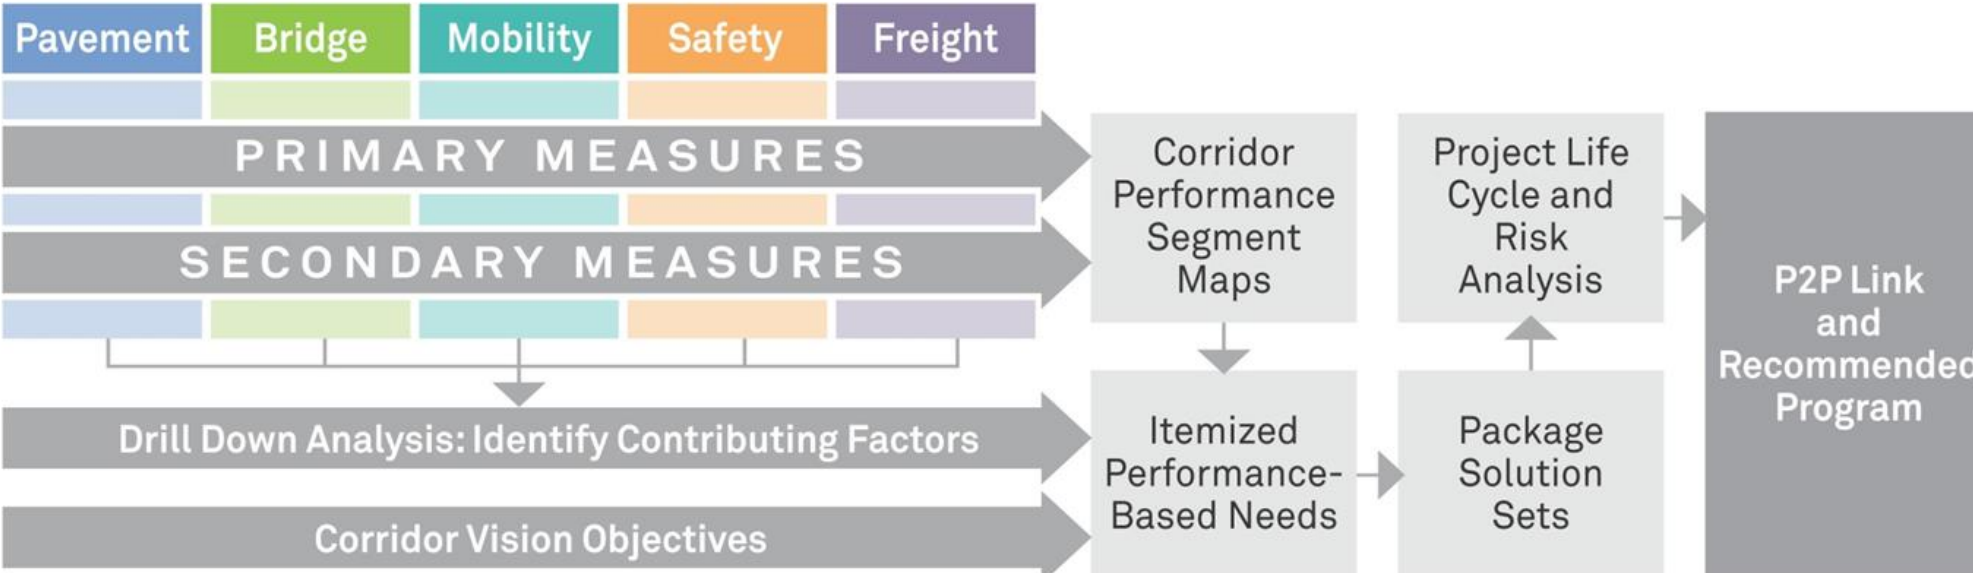 Pavement
Bridge
Mobility
Safety
Freight
PRIMARY MEASURES
SECONDARY MEASURES
Drill Down Analysis: Identify Contributing Factors
Corridor Vision Objectives
Corridor
Performance
Segment
Maps
Itemized
Performance-
Based Needs
Project Life
Cycle and
Risk
Analysis
Package
Solution
Sets
P2P Link
and
Recommended
Program